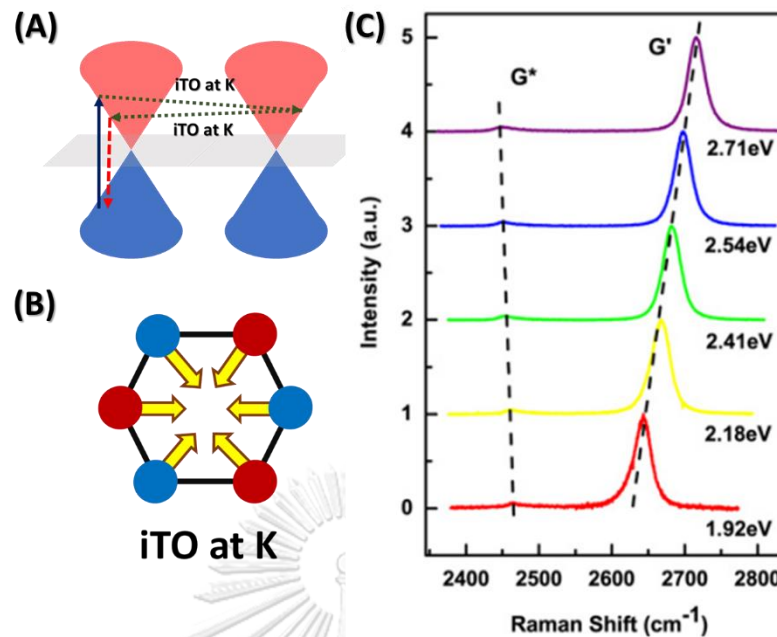 (A)
iTO at K
iTO at K
(B)
iTO at K
(C)
Intensity (a.u.)
5
4
3
2
1
0
G*
G'
2.71eV
2.54eV
2.41eV
2.18eV
1.92eV
2400 2500 2600 2700 2800
Raman Shift (cm⁻¹)